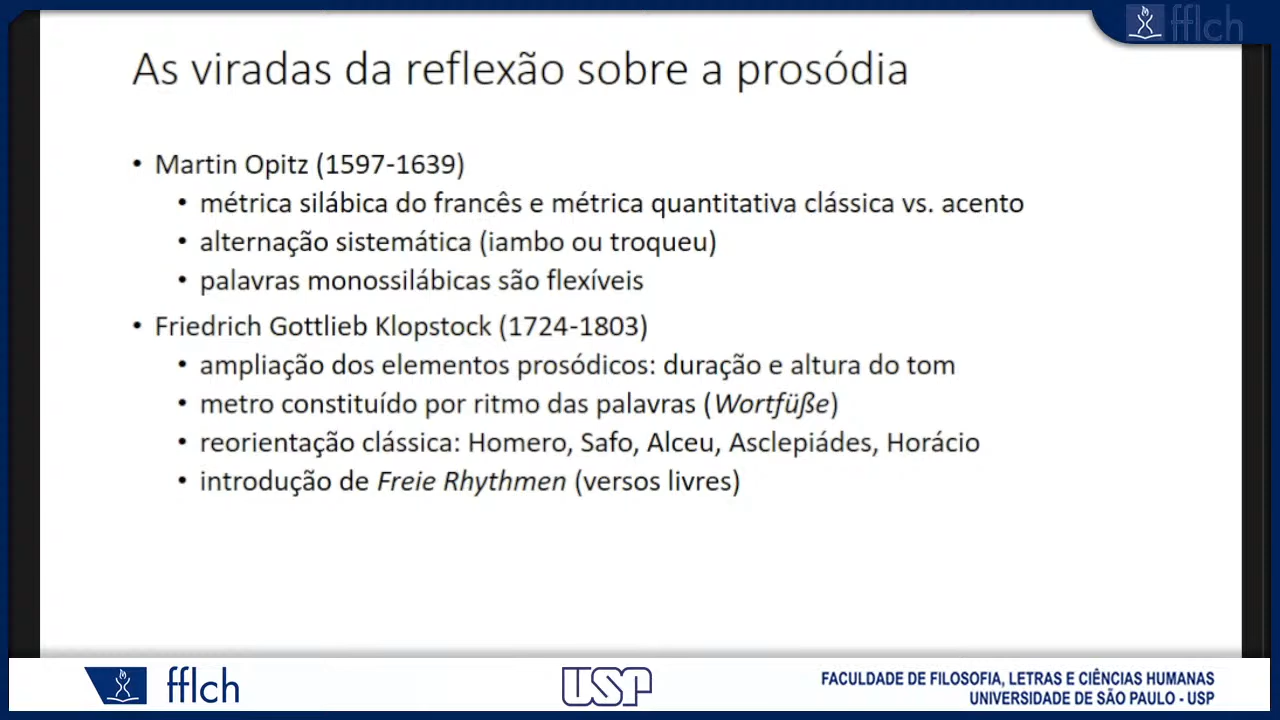 fflch
As viradas da reflexão sobre a prosódia
• Martin Opitz (1597-1639)
• métrica silábica do francês e métrica quantitativa clássica vs. acento
• alternação sistemática (iambo ou troqueu)
• palavras monossilábicas são flexíveis
• Friedrich Gottlieb Klopstock (1724-1803)
• ampliação dos elementos prosódicos: duração e altura do tom
• metro constituído por ritmo das palavras (Wortfüße)
• reorientação clássica: Homero, Safo, Alceu, Asclepiádes, Horácio
• introdução de Freie Rhythmen (versos livres)
fflch
USP
FACULDADE DE FILOSOFIA, LETRAS E CIÊNCIAS HUMANAS
UNIVERSIDADE DE SÃO PAULO - USP